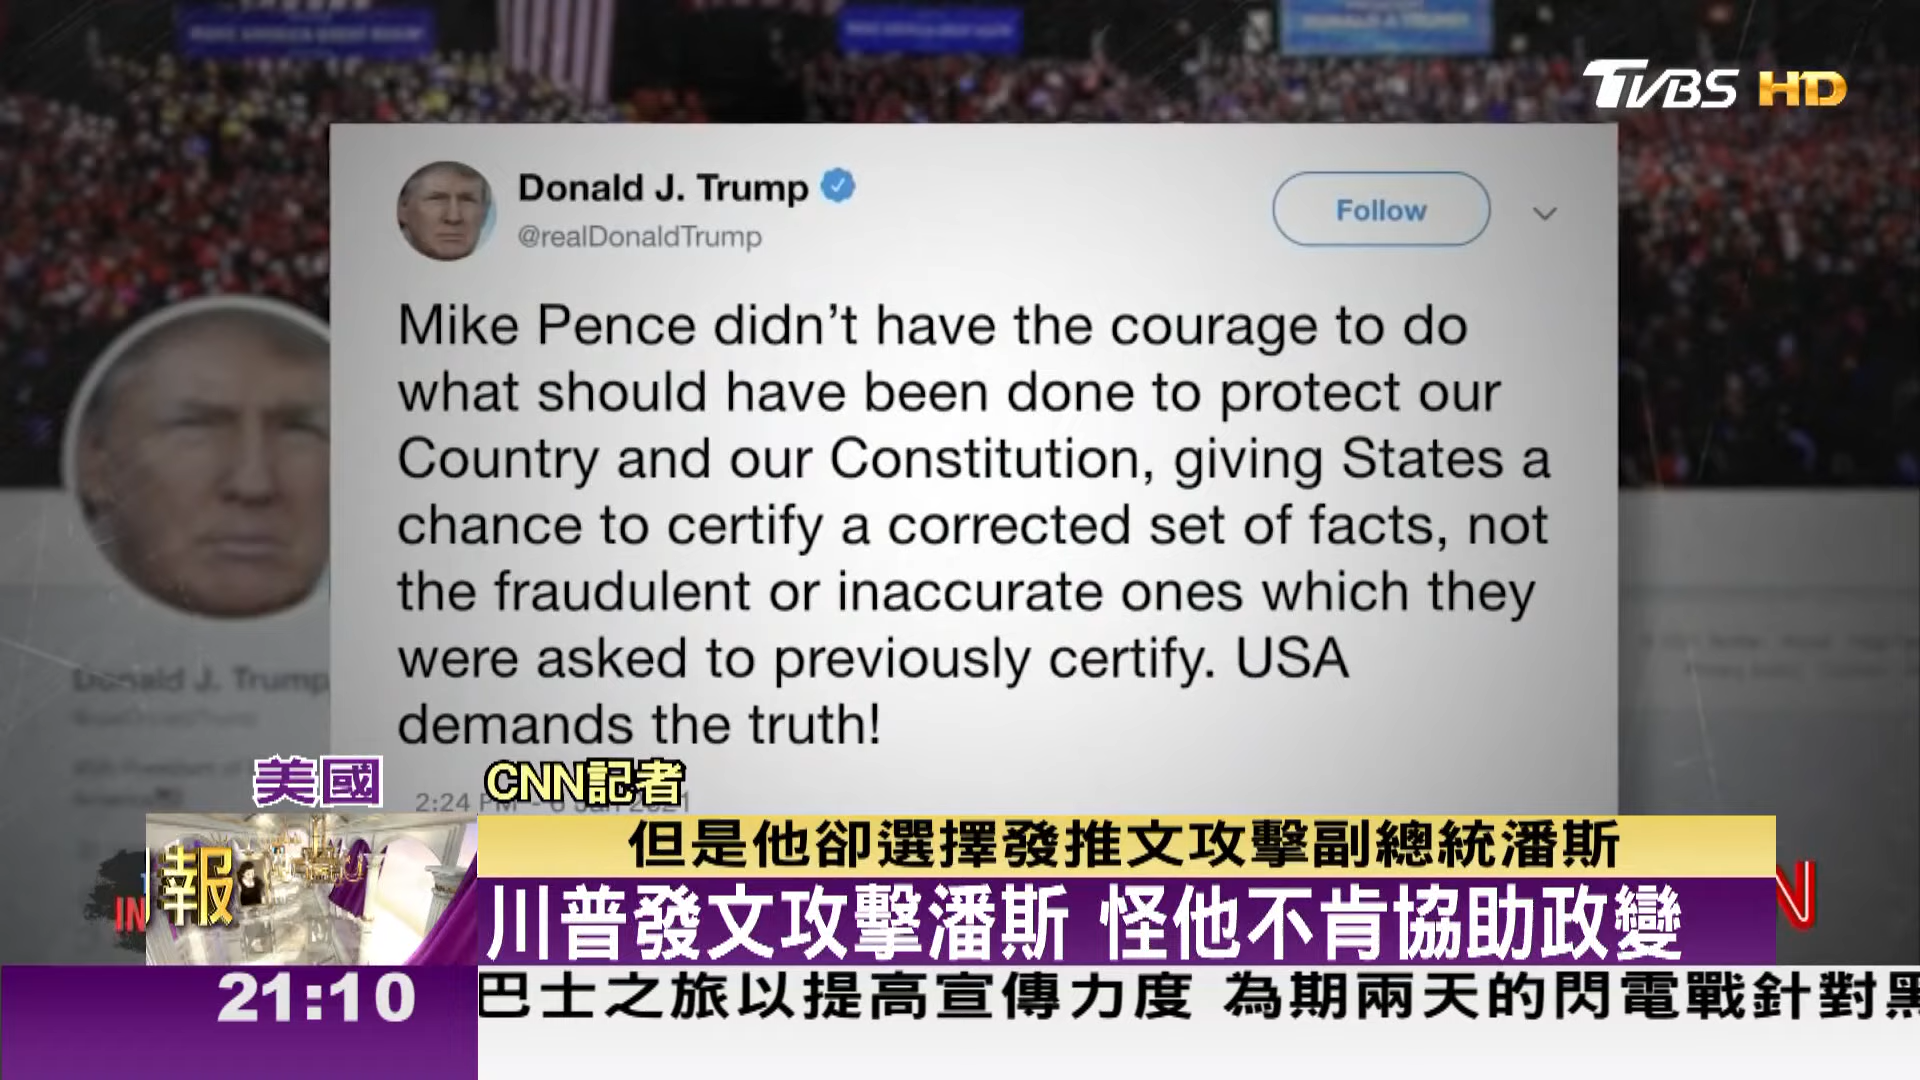 TVBS HD
Donald J. Trump
@realDonaldTrump
Follow
Mike Pence didn't have the courage to do
what should have been done to protect our
Country and our Constitution, giving States a
chance to certify a corrected set of facts, not
the fraudulent or inaccurate ones which they
were asked to previously certify. USA
demands the truth!
Donald J. Trump
2:24 PM - 6 Jan 2021
美國
CNN記者
但是他卻選擇發推文攻擊副總統潘斯
IN
報
川普發文攻擊潘斯 怪他不肯協助政變
N
21:10
巴士之旅以提高宣傳力度 為期兩天的閃電戰針對黑